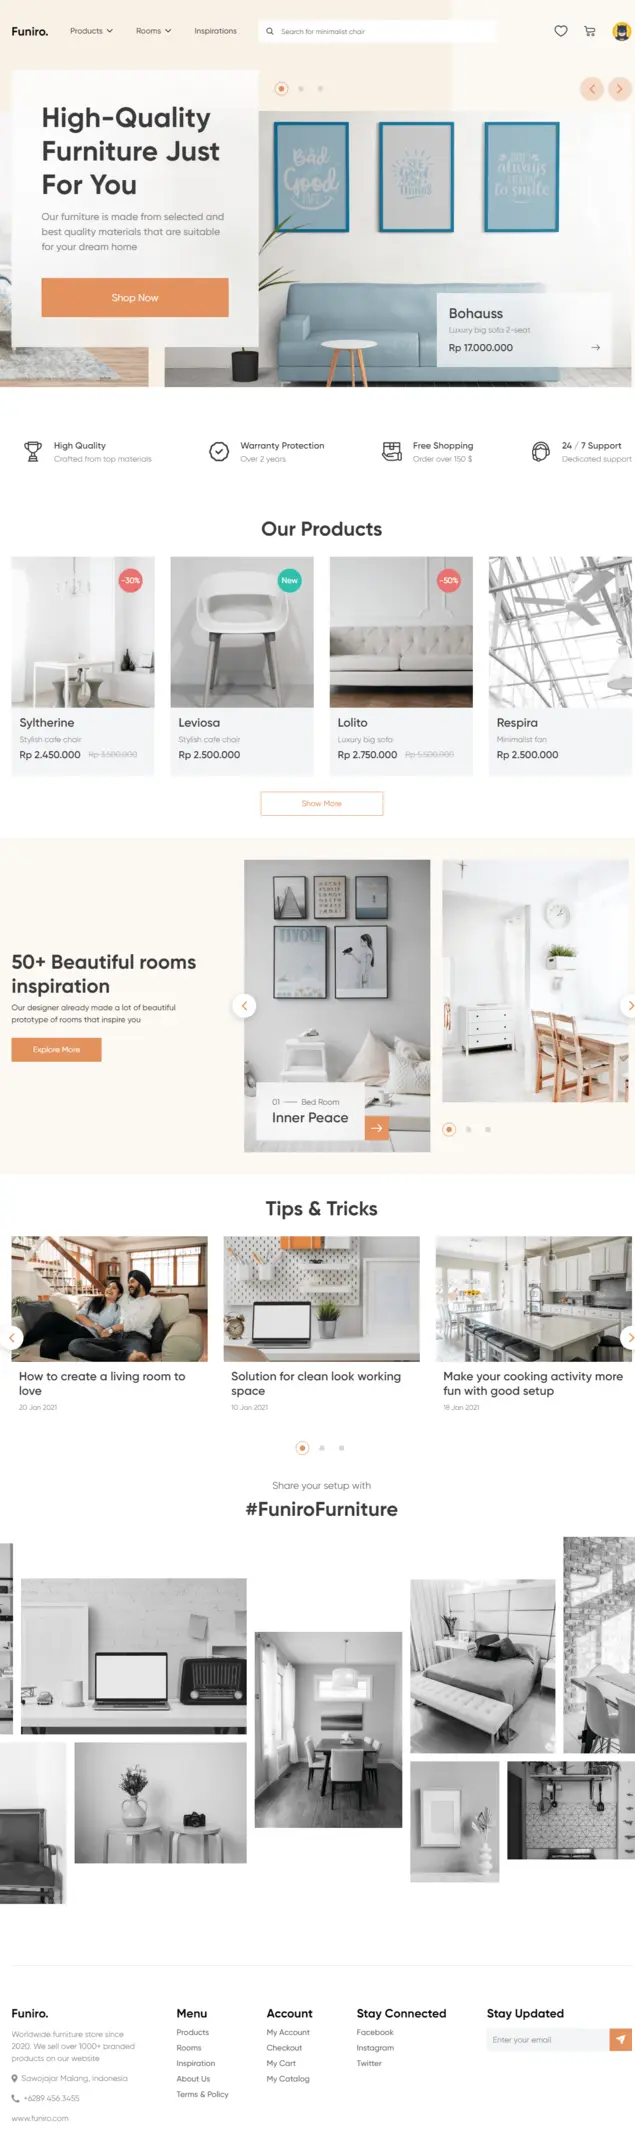 Funiro.
Products
Rooms
Inspirations
Search for minimalist chair
High-Quality
Furniture Just
For You
Our furniture is made from selected and
best quality materials that are suitable
for your dream home
Shop Now
Bad
Good
SEE
Good
THINGS
always
to smile
Bohauss
Luxury big sofa 2-seat
Rp 17.000.000
High Quality
Crafted from top materials
Warranty Protection
Over 2 years
Free Shopping
Order over 150 $
24 / 7 Support
Dedicated support
Our Products
-30%
New
-50%
Syltherine
Stylish cafe chair
Rp 2.450.000 Rp 3.500.000
Leviosa
Stylish cafe chair
Rp 2.500.000
Lolito
Luxury big sofa
Rp 2.750.000 Rp 5.500.000
Respira
Minimalist fan
Rp 2.500.000
Show More
50+ Beautiful rooms
inspiration
Our designer already made a lot of beautiful
prototype of rooms that inspire you
Explore More
TIVOLI
01 Bed Room
Inner Peace
Tips & Tricks
How to create a living room to
love
20 Jan 2021
Solution for clean look working
space
10 Jan 2021
Make your cooking activity more
fun with good setup
18 Jan 2021
Share your setup with
#FuniroFurniture
Funiro.
Worldwide furniture store since
2020. We sell over 1000+ branded
products on our website
Sawojajar Malang, Indonesia
+6289 456 3455
www.funiro.com
Menu
Products
Rooms
Inspiration
About Us
Terms & Policy
Account
My Account
Checkout
My Cart
My Catalog
Stay Connected
Facebook
Instagram
Twitter
Stay Updated
Enter your email